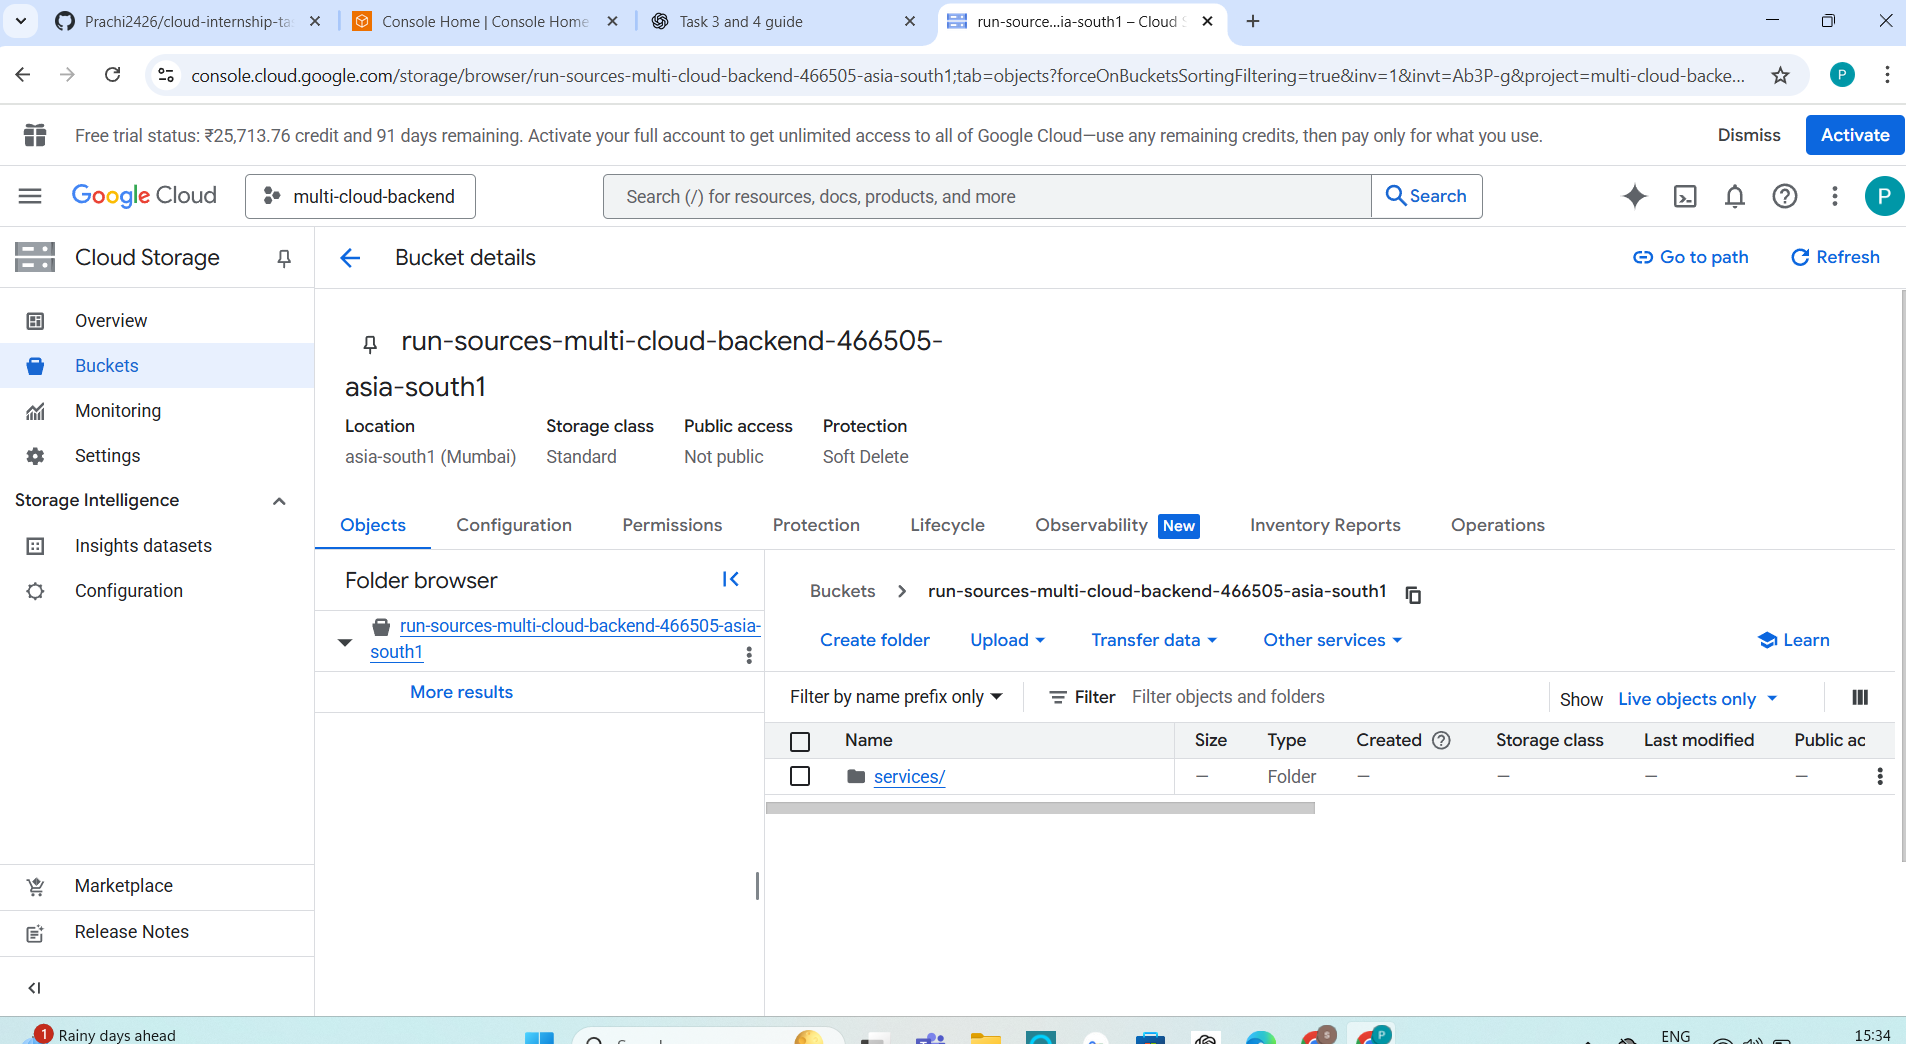 Prachi2426/cloud-internship-ta
Console Home | Console Home
Task 3 and 4 guide
run-source...ia-south1 – Cloud S
console.cloud.google.com/storage/browser/run-sources-multi-cloud-backend-466505-asia-south1;tab=objects?forceOnBucketsSortingFiltering=true&inv=1&invt=Ab3P-g&project=multi-cloud-backe...
P
Free trial status: ₹25,713.76 credit and 91 days remaining. Activate your full account to get unlimited access to all of Google Cloud—use any remaining credits, then pay only for what you use.
Dismiss
Activate
Google Cloud
multi-cloud-backend
Search (/) for resources, docs, products, and more
Search
P
Cloud Storage
Overview
Buckets
Monitoring
Settings
Storage Intelligence
Insights datasets
Configuration
Marketplace
Release Notes
Bucket details
Go to path
Refresh
run-sources-multi-cloud-backend-466505-
asia-south1
Location Storage class Public access Protection
asia-south1 (Mumbai) Standard Not public Soft Delete
Objects Configuration Permissions Protection Lifecycle Observability New Inventory Reports Operations
Folder browser
run-sources-multi-cloud-backend-466505-asia-
south1
More results
Buckets run-sources-multi-cloud-backend-466505-asia-south1
Create folder Upload Transfer data Other services Learn
Filter by name prefix only Filter Filter objects and folders Show Live objects only
Name Size Type Created Storage class Last modified Public ac
services/ — Folder — — — —
1 Rainy days ahead
S
P
ENG
15:34